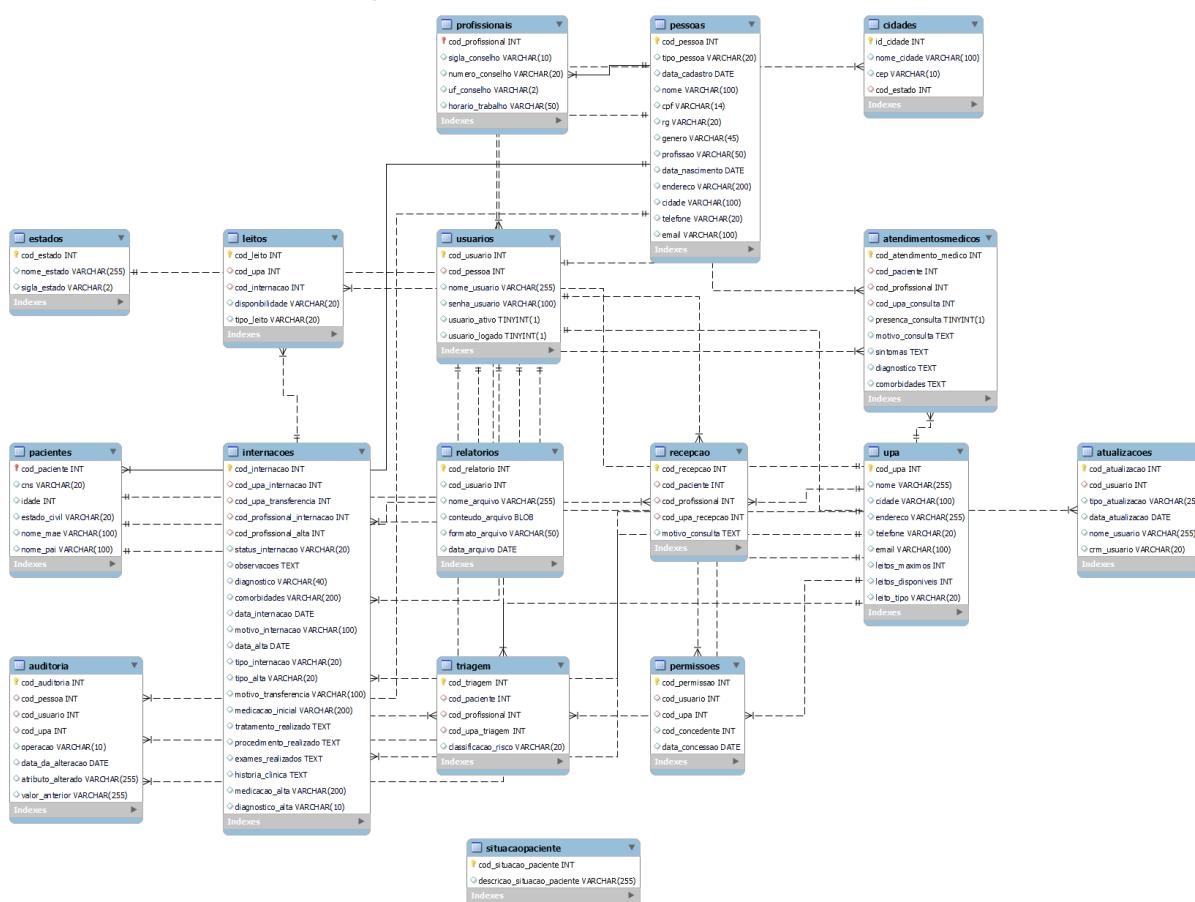 profissionais
cod_profissional INT
sigla_conselho VARCHAR(10)
numero_conselho VARCHAR(20)
uf_conselho VARCHAR(2)
horario_trabalho VARCHAR(50)
Indexes
pessoas
cod_pessoa INT
tipo_pessoa VARCHAR(20)
data_cadastro DATE
nome VARCHAR(100)
cpf VARCHAR(14)
rg VARCHAR(20)
genero VARCHAR(45)
profissao VARCHAR(50)
data_nascimento DATE
endereco VARCHAR(200)
cidade VARCHAR(100)
telefone VARCHAR(20)
email VARCHAR(100)
Indexes
cidades
id_cidade INT
nome_cidade VARCHAR(100)
cep VARCHAR(10)
cod_estado INT
Indexes
estados
cod_estado INT
nome_estado VARCHAR(255)
sigla_estado VARCHAR(2)
Indexes
leitos
cod_leito INT
cod_upa INT
cod_internacao INT
disponibilidade VARCHAR(20)
tipo_leito VARCHAR(20)
Indexes
usuarios
cod_usuario INT
cod_pessoa INT
nome_usuario VARCHAR(255)
senha_usuario VARCHAR(100)
usuario_ativo TINYINT(1)
usuario_logado TINYINT(1)
Indexes
atendimentosmedicos
cod_atendimento_medico INT
cod_paciente INT
cod_profissional INT
cod_upa_consulta INT
presenca_consulta TINYINT(1)
motivo_consulta TEXT
sintomas TEXT
diagnostico TEXT
comorbidades TEXT
Indexes
pacientes
cod_paciente INT
cns VARCHAR(20)
idade INT
estado_civil VARCHAR(20)
nome_mae VARCHAR(100)
nome_pai VARCHAR(100)
Indexes
internacoes
cod_internacao INT
cod_upa_internacao INT
cod_upa_transferencia INT
cod_profissional_internacao INT
cod_profissional_alta INT
status_internacao VARCHAR(20)
observacoes TEXT
diagnostico VARCHAR(40)
comorbidades VARCHAR(200)
data_internacao DATE
motivo_internacao VARCHAR(100)
data_alta DATE
tipo_internacao VARCHAR(20)
tipo_alta VARCHAR(20)
motivo_transferencia VARCHAR(100)
medicacao_inicial VARCHAR(200)
tratamento_realizado TEXT
procedimento_realizado TEXT
exames_realizados TEXT
historia_clinica TEXT
medicacao_alta VARCHAR(200)
diagnostico_alta VARCHAR(10)
Indexes
relatorios
cod_relatorio INT
cod_usuario INT
nome_arquivo VARCHAR(255)
conteudo_arquivo BLOB
formato_arquivo VARCHAR(50)
data_arquivo DATE
Indexes
recepcao
cod_recepcao INT
cod_paciente INT
cod_profissional INT
cod_upa_recepcao INT
motivo_consulta TEXT
Indexes
upa
cod_upa INT
nome VARCHAR(255)
cidade VARCHAR(100)
endereco VARCHAR(255)
telefone VARCHAR(20)
email VARCHAR(100)
leitos_maximos INT
leitos_disponiveis INT
leito_tipo VARCHAR(20)
Indexes
atualizacoes
cod_atualizacao INT
cod_usuario INT
tipo_atualizacao VARCHAR(25
data_atualizacao DATE
nome_usuario VARCHAR(255)
crm_usuario VARCHAR(20)
Indexes
auditoria
cod_auditoria INT
cod_pessoa INT
cod_usuario INT
cod_upa INT
operacao VARCHAR(10)
data_da_alteracao DATE
atributo_alterado VARCHAR(255)
valor_anterior VARCHAR(255)
Indexes
triagem
cod_triagem INT
cod_paciente INT
cod_profissional INT
cod_upa_triagem INT
classificacao_risco VARCHAR(20)
Indexes
permissoes
cod_permissao INT
cod_usuario INT
cod_upa INT
cod_concedente INT
data_concessao DATE
Indexes
situacaopaciente
cod_situacao_paciente INT
descricao_situacao_paciente VARCHAR(255)
Indexes